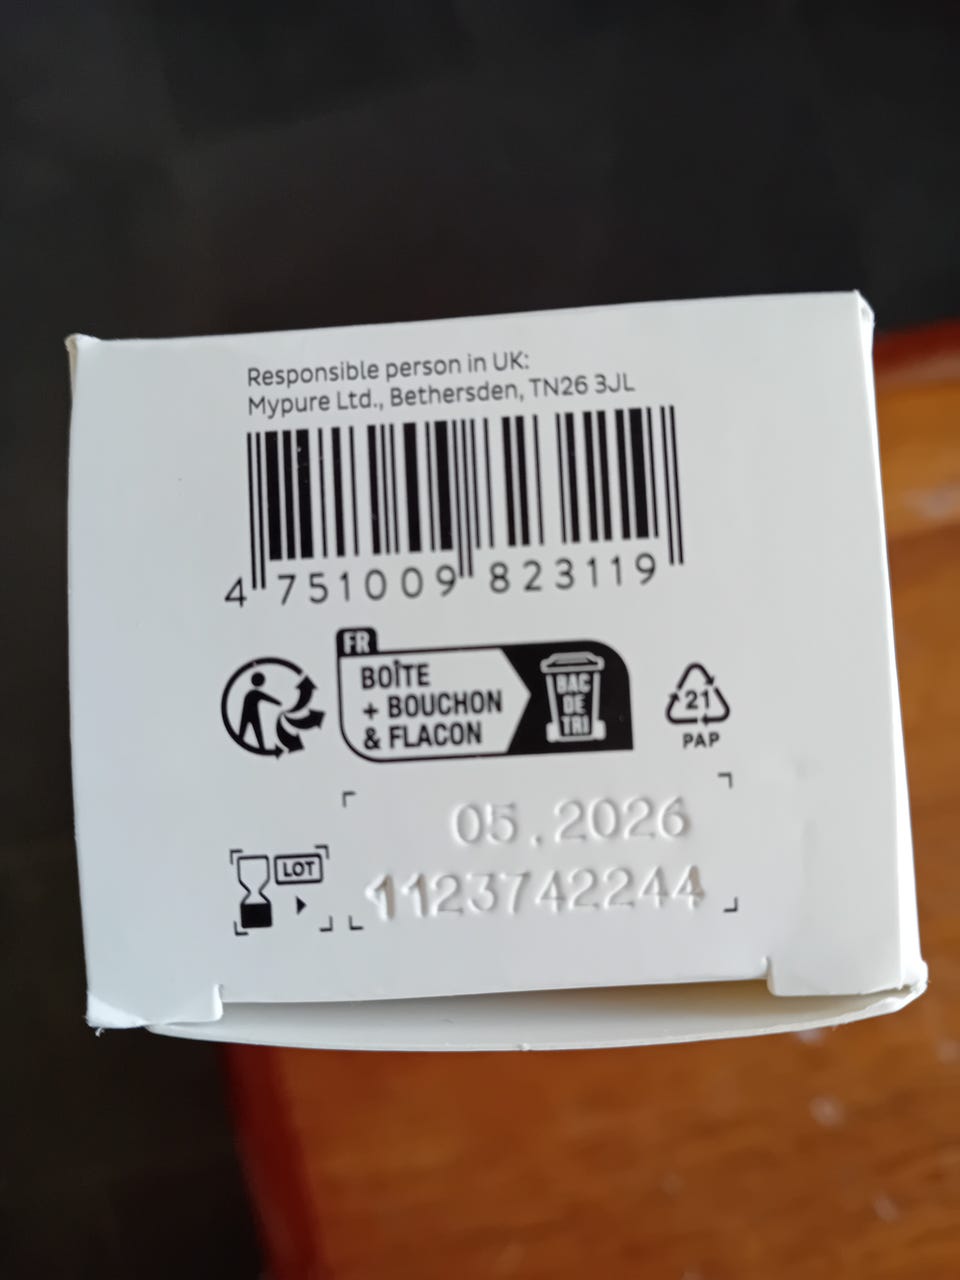 Responsible person in UK:
Mypure Ltd., Bethersden, TN26 3JL
4 751009 823119
FR
BOÎTE
+ BOUCHON
& FLACON
BAC
DE
TRI
21
PAP
05.2026
LOT
1123742244